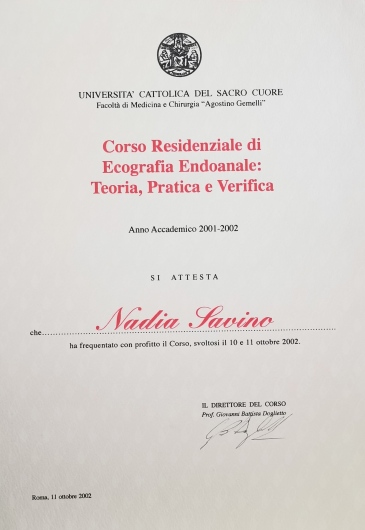 UNIVERSITA' CATTOLICA DEL SACRO CUORE
Facoltà di Medicina e Chirurgia "Agostino Gemelli"
Corso Residenziale di
Ecografia Endoanale:
Teoria, Pratica e Verifica
Anno Accademico 2001-2002
SI ATTESTA
che Nadia Savino
ha frequentato con profitto il Corso, svoltosi il 10 e 11 ottobre 2002.
IL DIRETTORE DEL CORSO
Prof. Giovanni Battista Doglietto
Roma, 11 ottobre 2002